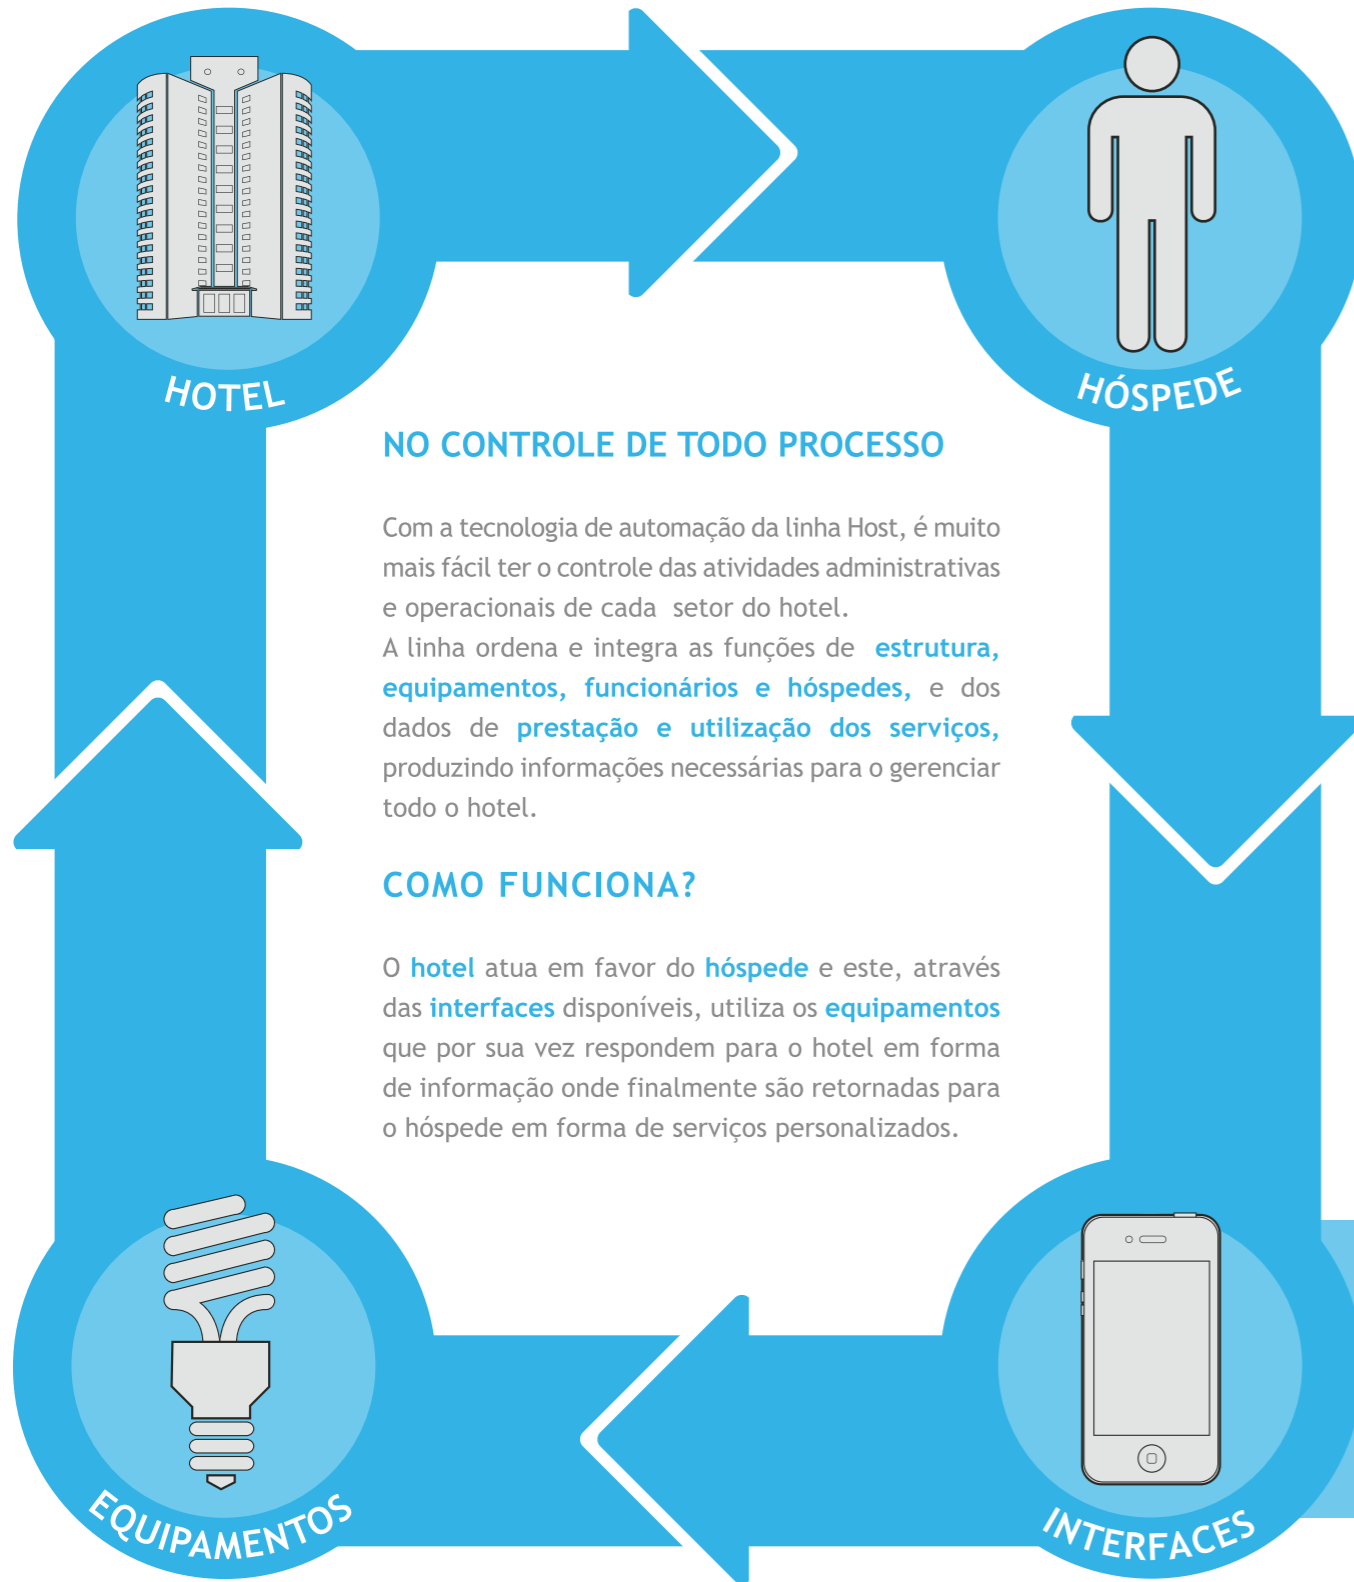 HOTEL
HÓSPEDE
NO CONTROLE DE TODO PROCESSO
Com a tecnologia de automação da linha Host, é muito
mais fácil ter o controle das atividades administrativas
e operacionais de cada setor do hotel.
A linha ordena e integra as funções de estrutura,
equipamentos, funcionários e hóspedes, e dos
dados de prestação e utilização dos serviços,
produzindo informações necessárias para o gerenciar
todo o hotel.
COMO FUNCIONA?
O hotel atua em favor do hóspede e este, através
das interfaces disponíveis, utiliza os equipamentos
que por sua vez respondem para o hotel em forma
de informação onde finalmente são retornadas para
o hóspede em forma de serviços personalizados.
EQUIPAMENTOS
INTERFACES